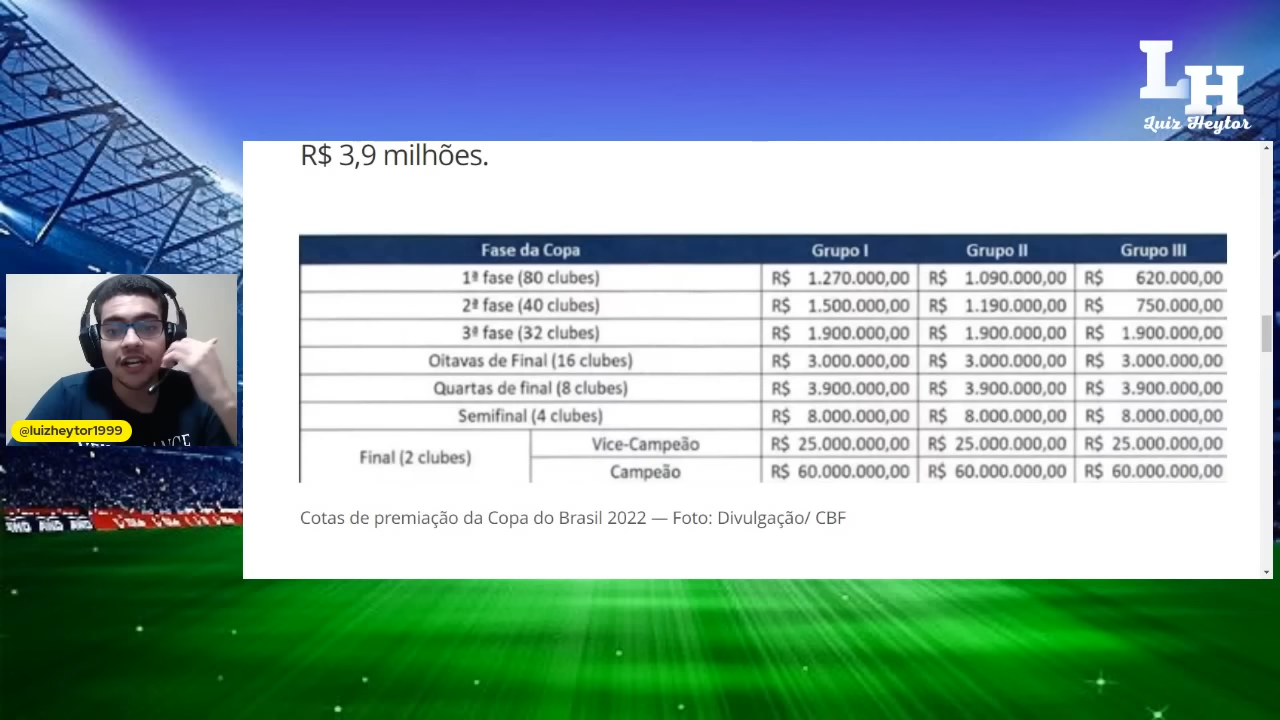 LH
Luiz Heytor
R$ 3,9 milhões.
Fase da Copa Grupo I Grupo II Grupo III
1ª fase (80 clubes) R$ 1.270.000,00 R$ 1.090.000,00 R$ 620.000,00
2ª fase (40 clubes) R$ 1.500.000,00 R$ 1.190.000,00 R$ 750.000,00
3ª fase (32 clubes) R$ 1.900.000,00 R$ 1.900.000,00 R$ 1.900.000,00
Oitavas de Final (16 clubes) R$ 3.000.000,00 R$ 3.000.000,00 R$ 3.000.000,00
Quartas de final (8 clubes) R$ 3.900.000,00 R$ 3.900.000,00 R$ 3.900.000,00
Semifinal (4 clubes) R$ 8.000.000,00 R$ 8.000.000,00 R$ 8.000.000,00
Final (2 clubes) Vice-Campeão R$ 25.000.000,00 R$ 25.000.000,00 R$ 25.000.000,00
Campeão R$ 60.000.000,00 R$ 60.000.000,00 R$ 60.000.000,00
@luizheytor1999
Cotas de premiação da Copa do Brasil 2022 — Foto: Divulgação/ CBF